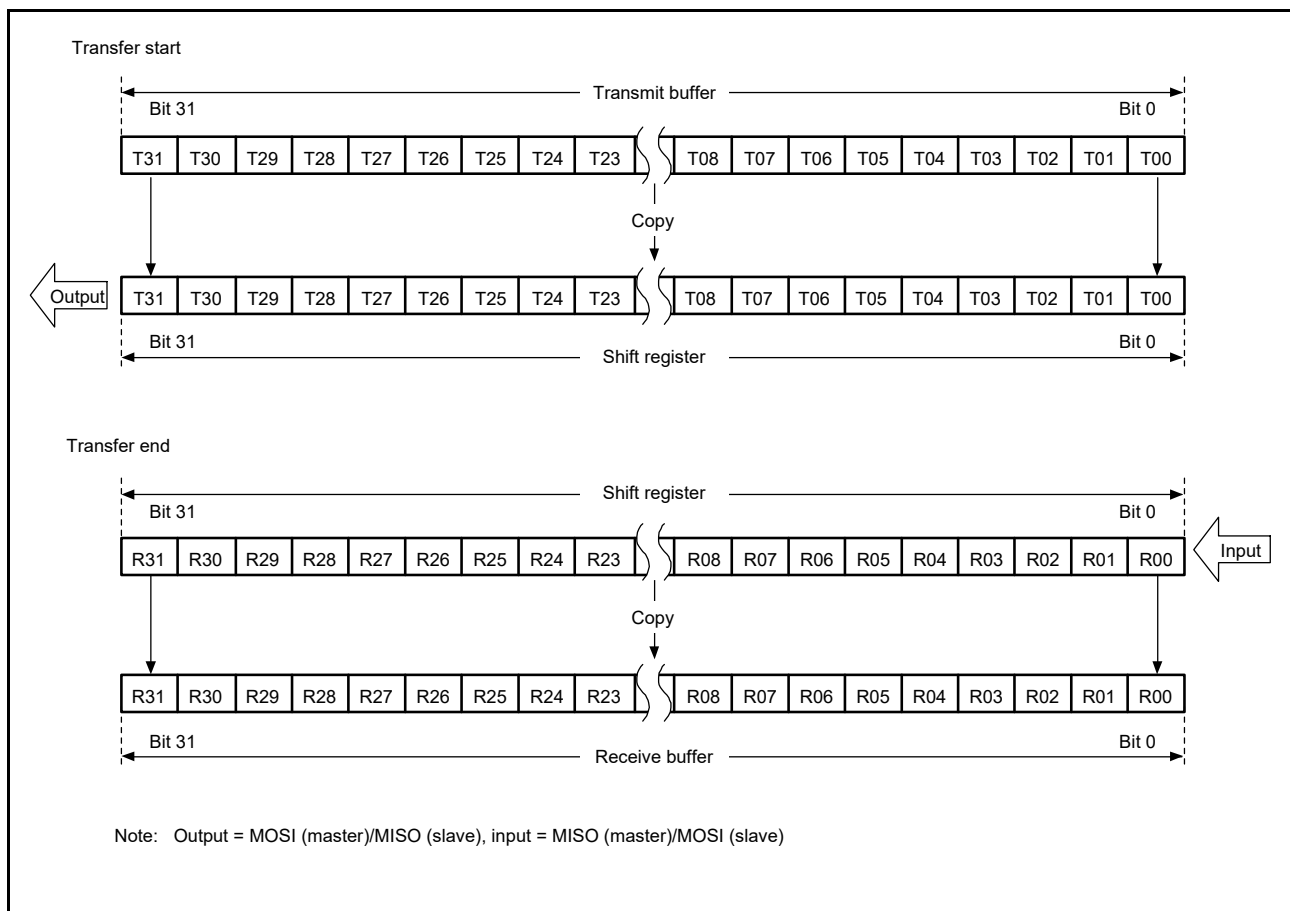 Transfer start
Transmit buffer
Bit 31 Bit 0
T31 T30 T29 T28 T27 T26 T25 T24 T23 T08 T07 T06 T05 T04 T03 T02 T01 T00
Copy
Output T31 T30 T29 T28 T27 T26 T25 T24 T23 T08 T07 T06 T05 T04 T03 T02 T01 T00
Bit 31 Bit 0
Shift register
Transfer end
Shift register
Bit 31 Bit 0
R31 R30 R29 R28 R27 R26 R25 R24 R23 R08 R07 R06 R05 R04 R03 R02 R01 R00 Input
Copy
R31 R30 R29 R28 R27 R26 R25 R24 R23 R08 R07 R06 R05 R04 R03 R02 R01 R00
Bit 31 Bit 0
Receive buffer
Note: Output = MOSI (master)/MISO (slave), input = MISO (master)/MOSI (slave)